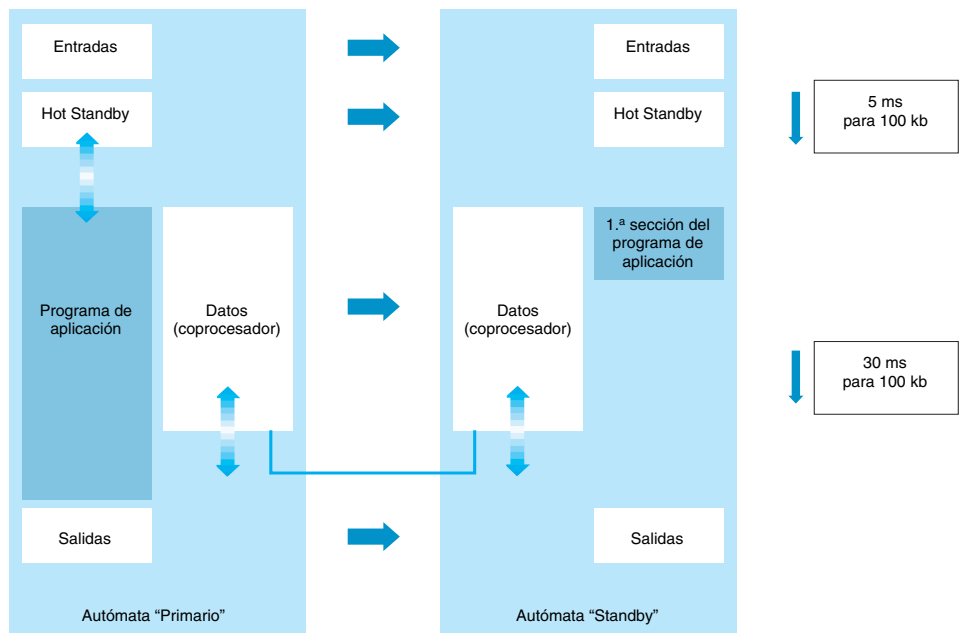 Entradas
Entradas
Hot Standby
Hot Standby
5 ms
para 100 kb
Programa de
aplicación
Datos
(coprocesador)
Datos
(coprocesador)
1.ª sección del
programa de
aplicación
30 ms
para 100 kb
Salidas
Salidas
Autómata “Primario”
Autómata “Standby”